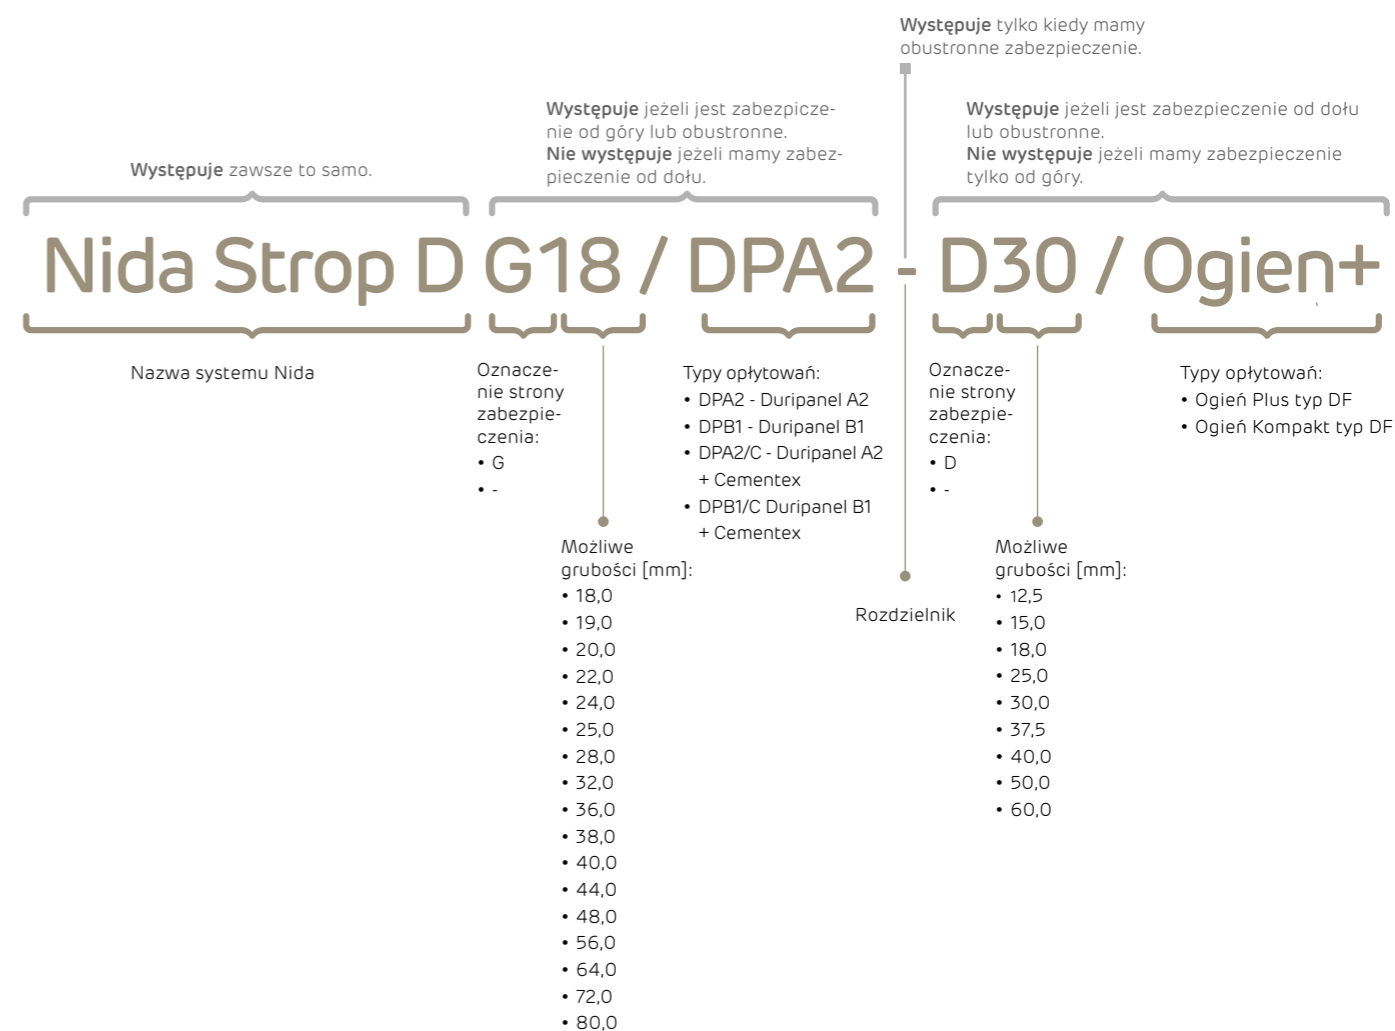 Występuje tylko kiedy mamy
obustronne zabezpieczenie.
Występuje jeżeli jest zabezpicze-
nie od góry lub obustronne.
Nie występuje jeżeli mamy zabez-
pieczenie od dołu.
Występuje jeżeli jest zabezpieczenie od dołu
lub obustronne.
Nie występuje jeżeli mamy zabezpieczenie
tylko od góry.
Występuje zawsze to samo.
Nida Strop D G18 / DPA2 - D30 / Ogien+
Nazwa systemu Nida
Oznacze-
nie strony
zabezpie-
czenia:
• G
• -
Możliwe
grubości [mm]:
• 18,0
• 19,0
• 20,0
• 22,0
• 24,0
• 25,0
• 28,0
• 32,0
• 36,0
• 38,0
• 40,0
• 44,0
• 48,0
• 56,0
• 64,0
• 72,0
• 80,0
Typy opłytowań:
• DPA2 - Duripanel A2
• DPB1 - Duripanel B1
• DPA2/C - Duripanel A2
+ Cementex
• DPB1/C Duripanel B1
+ Cementex
Rozdzielnik
Oznacze-
nie strony
zabezpie-
czenia:
• D
• -
Możliwe
grubości [mm]:
• 12,5
• 15,0
• 18,0
• 25,0
• 30,0
• 37,5
• 40,0
• 50,0
• 60,0
Typy opłytowań:
• Ogień Plus typ DF
• Ogień Kompakt typ DF